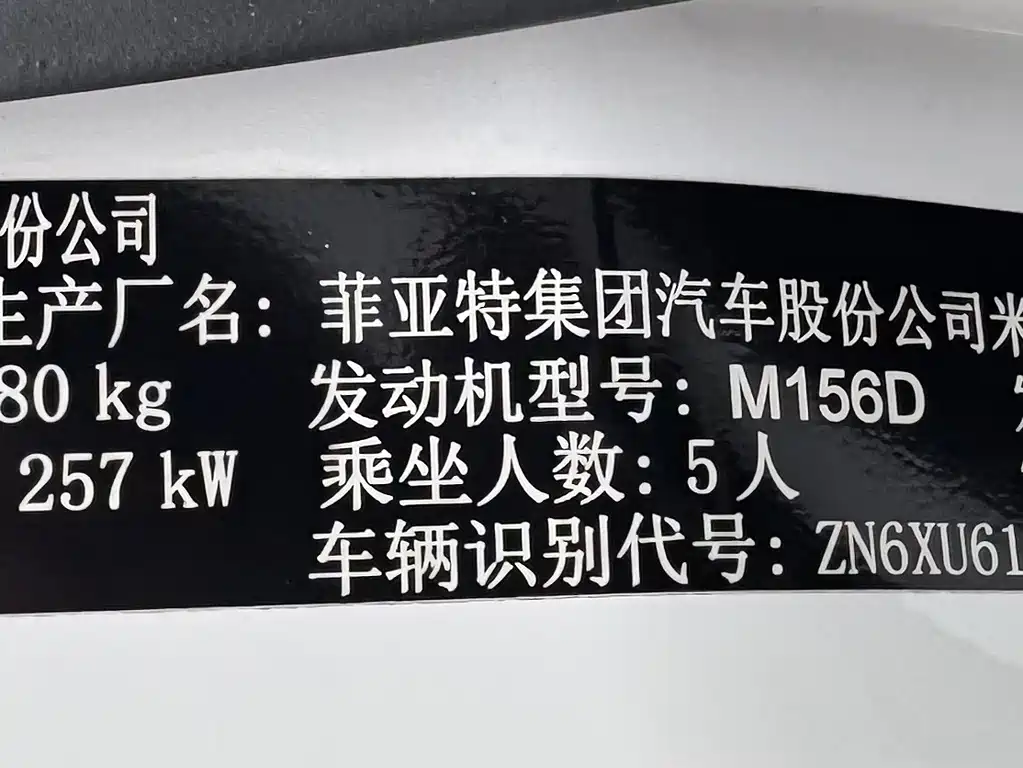 份公司
生产厂名：菲亚特集团汽车股份公司米
80 kg 发动机型号：M156D
257 kW 乘坐人数：5人
车辆识别代号：ZN6XU61